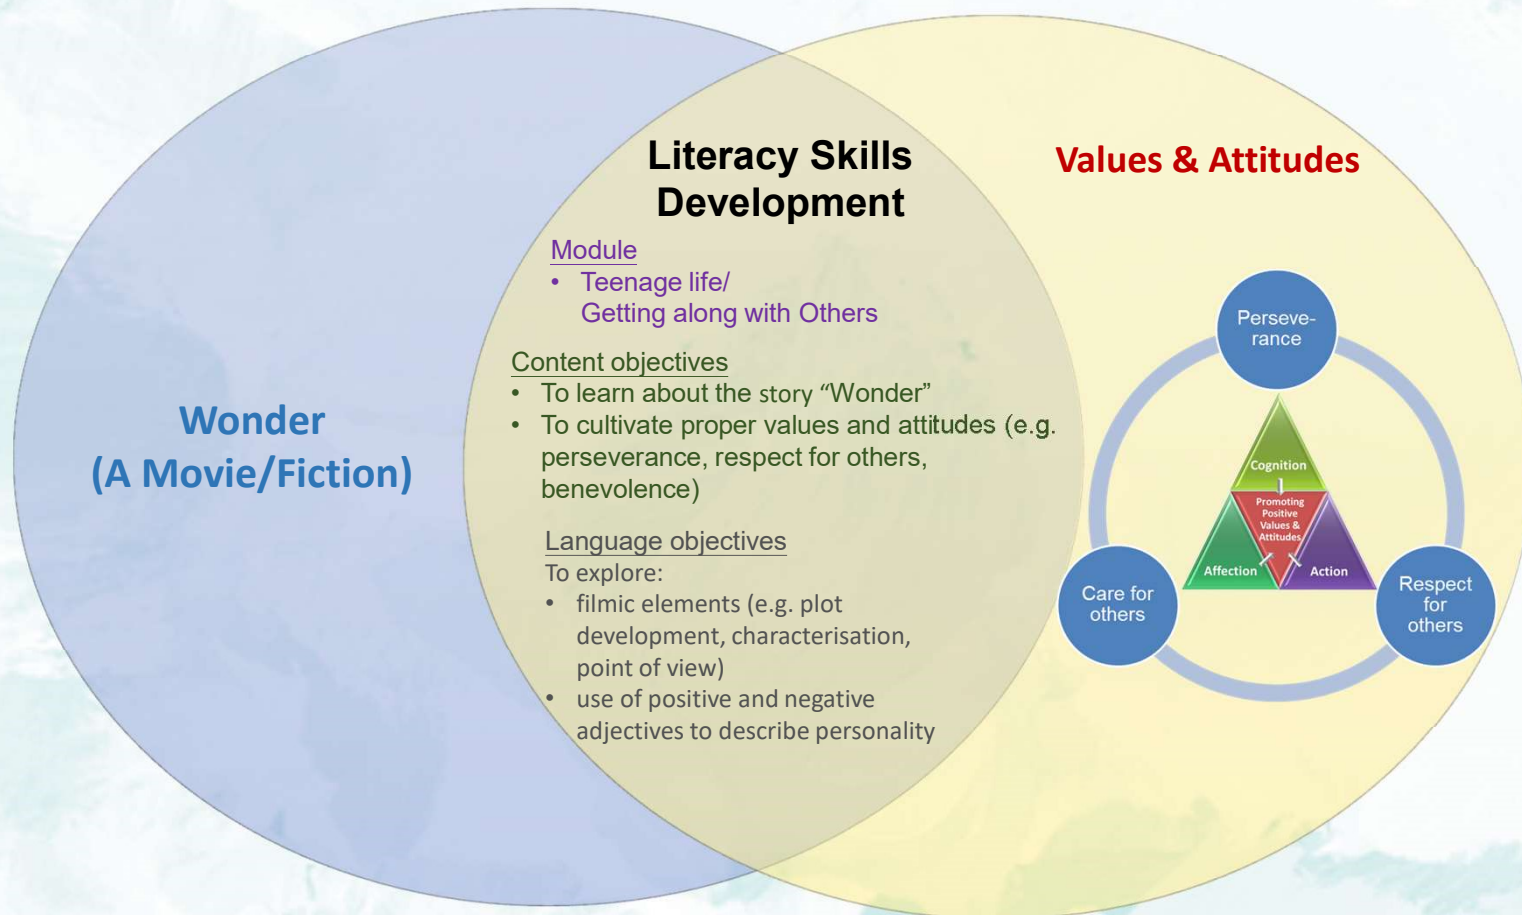 Wonder
(A Movie/Fiction)
Literacy Skills
Development
Module
• Teenage life/
Getting along with Others
Content objectives
• To learn about the story “Wonder”
• To cultivate proper values and attitudes (e.g.
perseverance, respect for others,
benevolence)
Language objectives
To explore:
• filmic elements (e.g. plot
development, characterisation,
point of view)
• use of positive and negative
adjectives to describe personality
Values & Attitudes
Perseve-
rance
Cognition
Promoting
Positive
Values &
Attitudes
Affection
Action
Care for
others
Respect
for
others